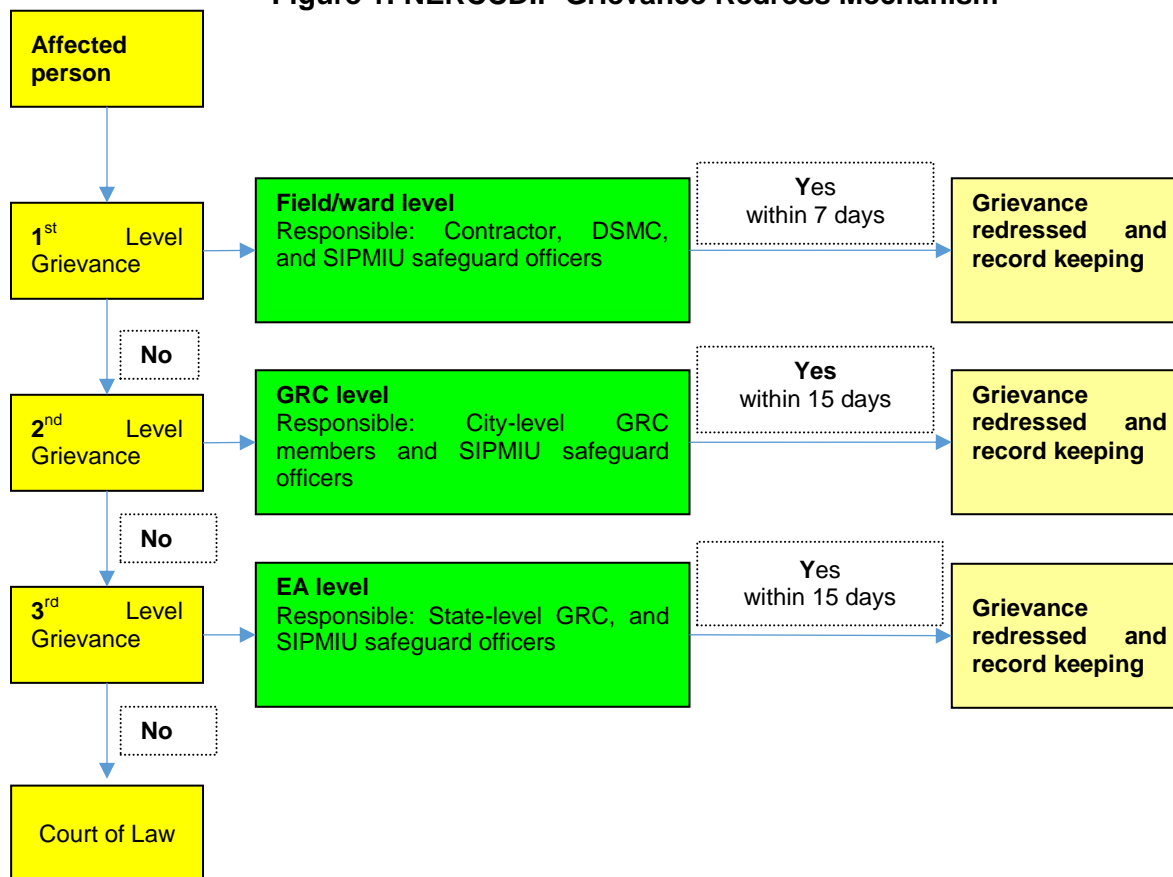 Figure 1: NERCCDIP Grievance Redress Mechanism
Affected
person
1st Level
Grievance
Field/ward level
Responsible: Contractor, DSMC,
and SIPMIU safeguard officers
Yes
within 7 days
Grievance
redressed and
record keeping
No
2nd Level
Grievance
GRC level
Responsible: City-level GRC
members and SIPMIU safeguard
officers
Yes
within 15 days
Grievance
redressed and
record keeping
No
3rd Level
Grievance
EA level
Responsible: State-level GRC, and
SIPMIU safeguard officers
Yes
within 15 days
Grievance
redressed and
record keeping
No
Court of Law